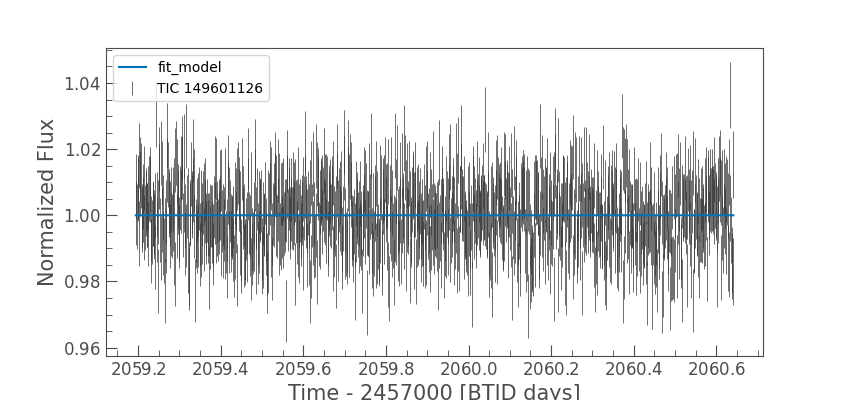 fit_model
TIC 149601126
Normalized Flux
1.04
1.02
1.00
0.98
0.96
2059.2 2059.4 2059.6 2059.8 2060.0 2060.2 2060.4 2060.6
Time - 2457000 [BTJD days]